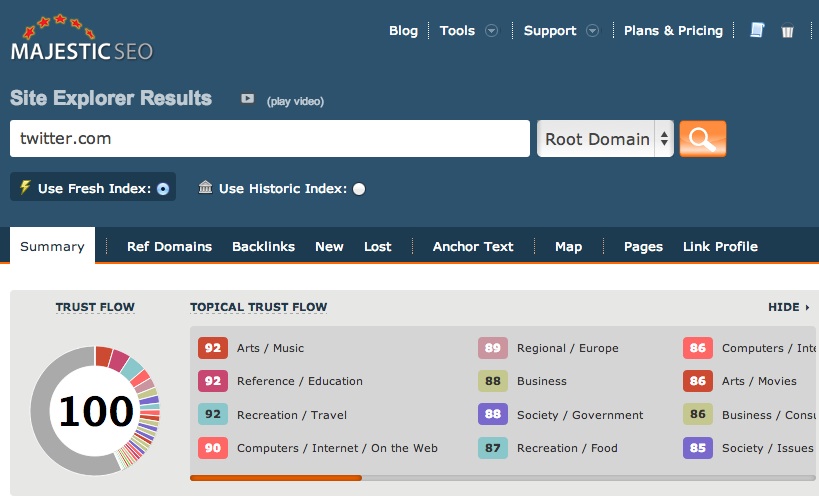 Blog Tools Support Plans & Pricing
MAJESTIC SEO
Site Explorer Results (play video)
twitter.com Root Domain
Use Fresh Index: Use Historic Index:
Summary Ref Domains Backlinks New Lost Anchor Text Map Pages Link Profile
TRUST FLOW TOPICAL TRUST FLOW HIDE
92 Arts / Music 89 Regional / Europe 86 Computers / Inte
92 Reference / Education 88 Business 86 Arts / Movies
100
92 Recreation / Travel 88 Society / Government 86 Business / Consu
90 Computers / Internet / On the Web 87 Recreation / Food 85 Society / Issues